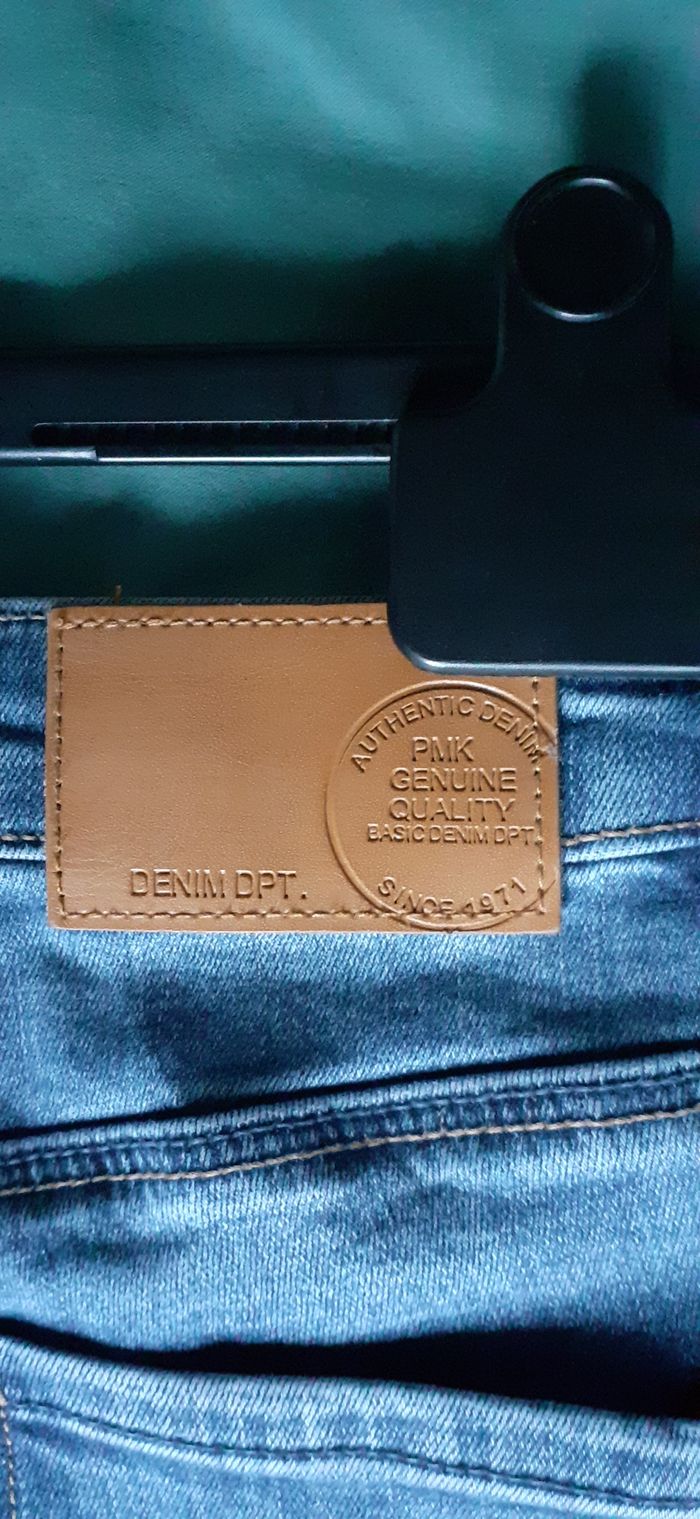 AUTHENTIC DENIM
PMK
GENUINE
QUALITY
BASIC DENIM DPT.
SINCE 1971
DENIM DPT.